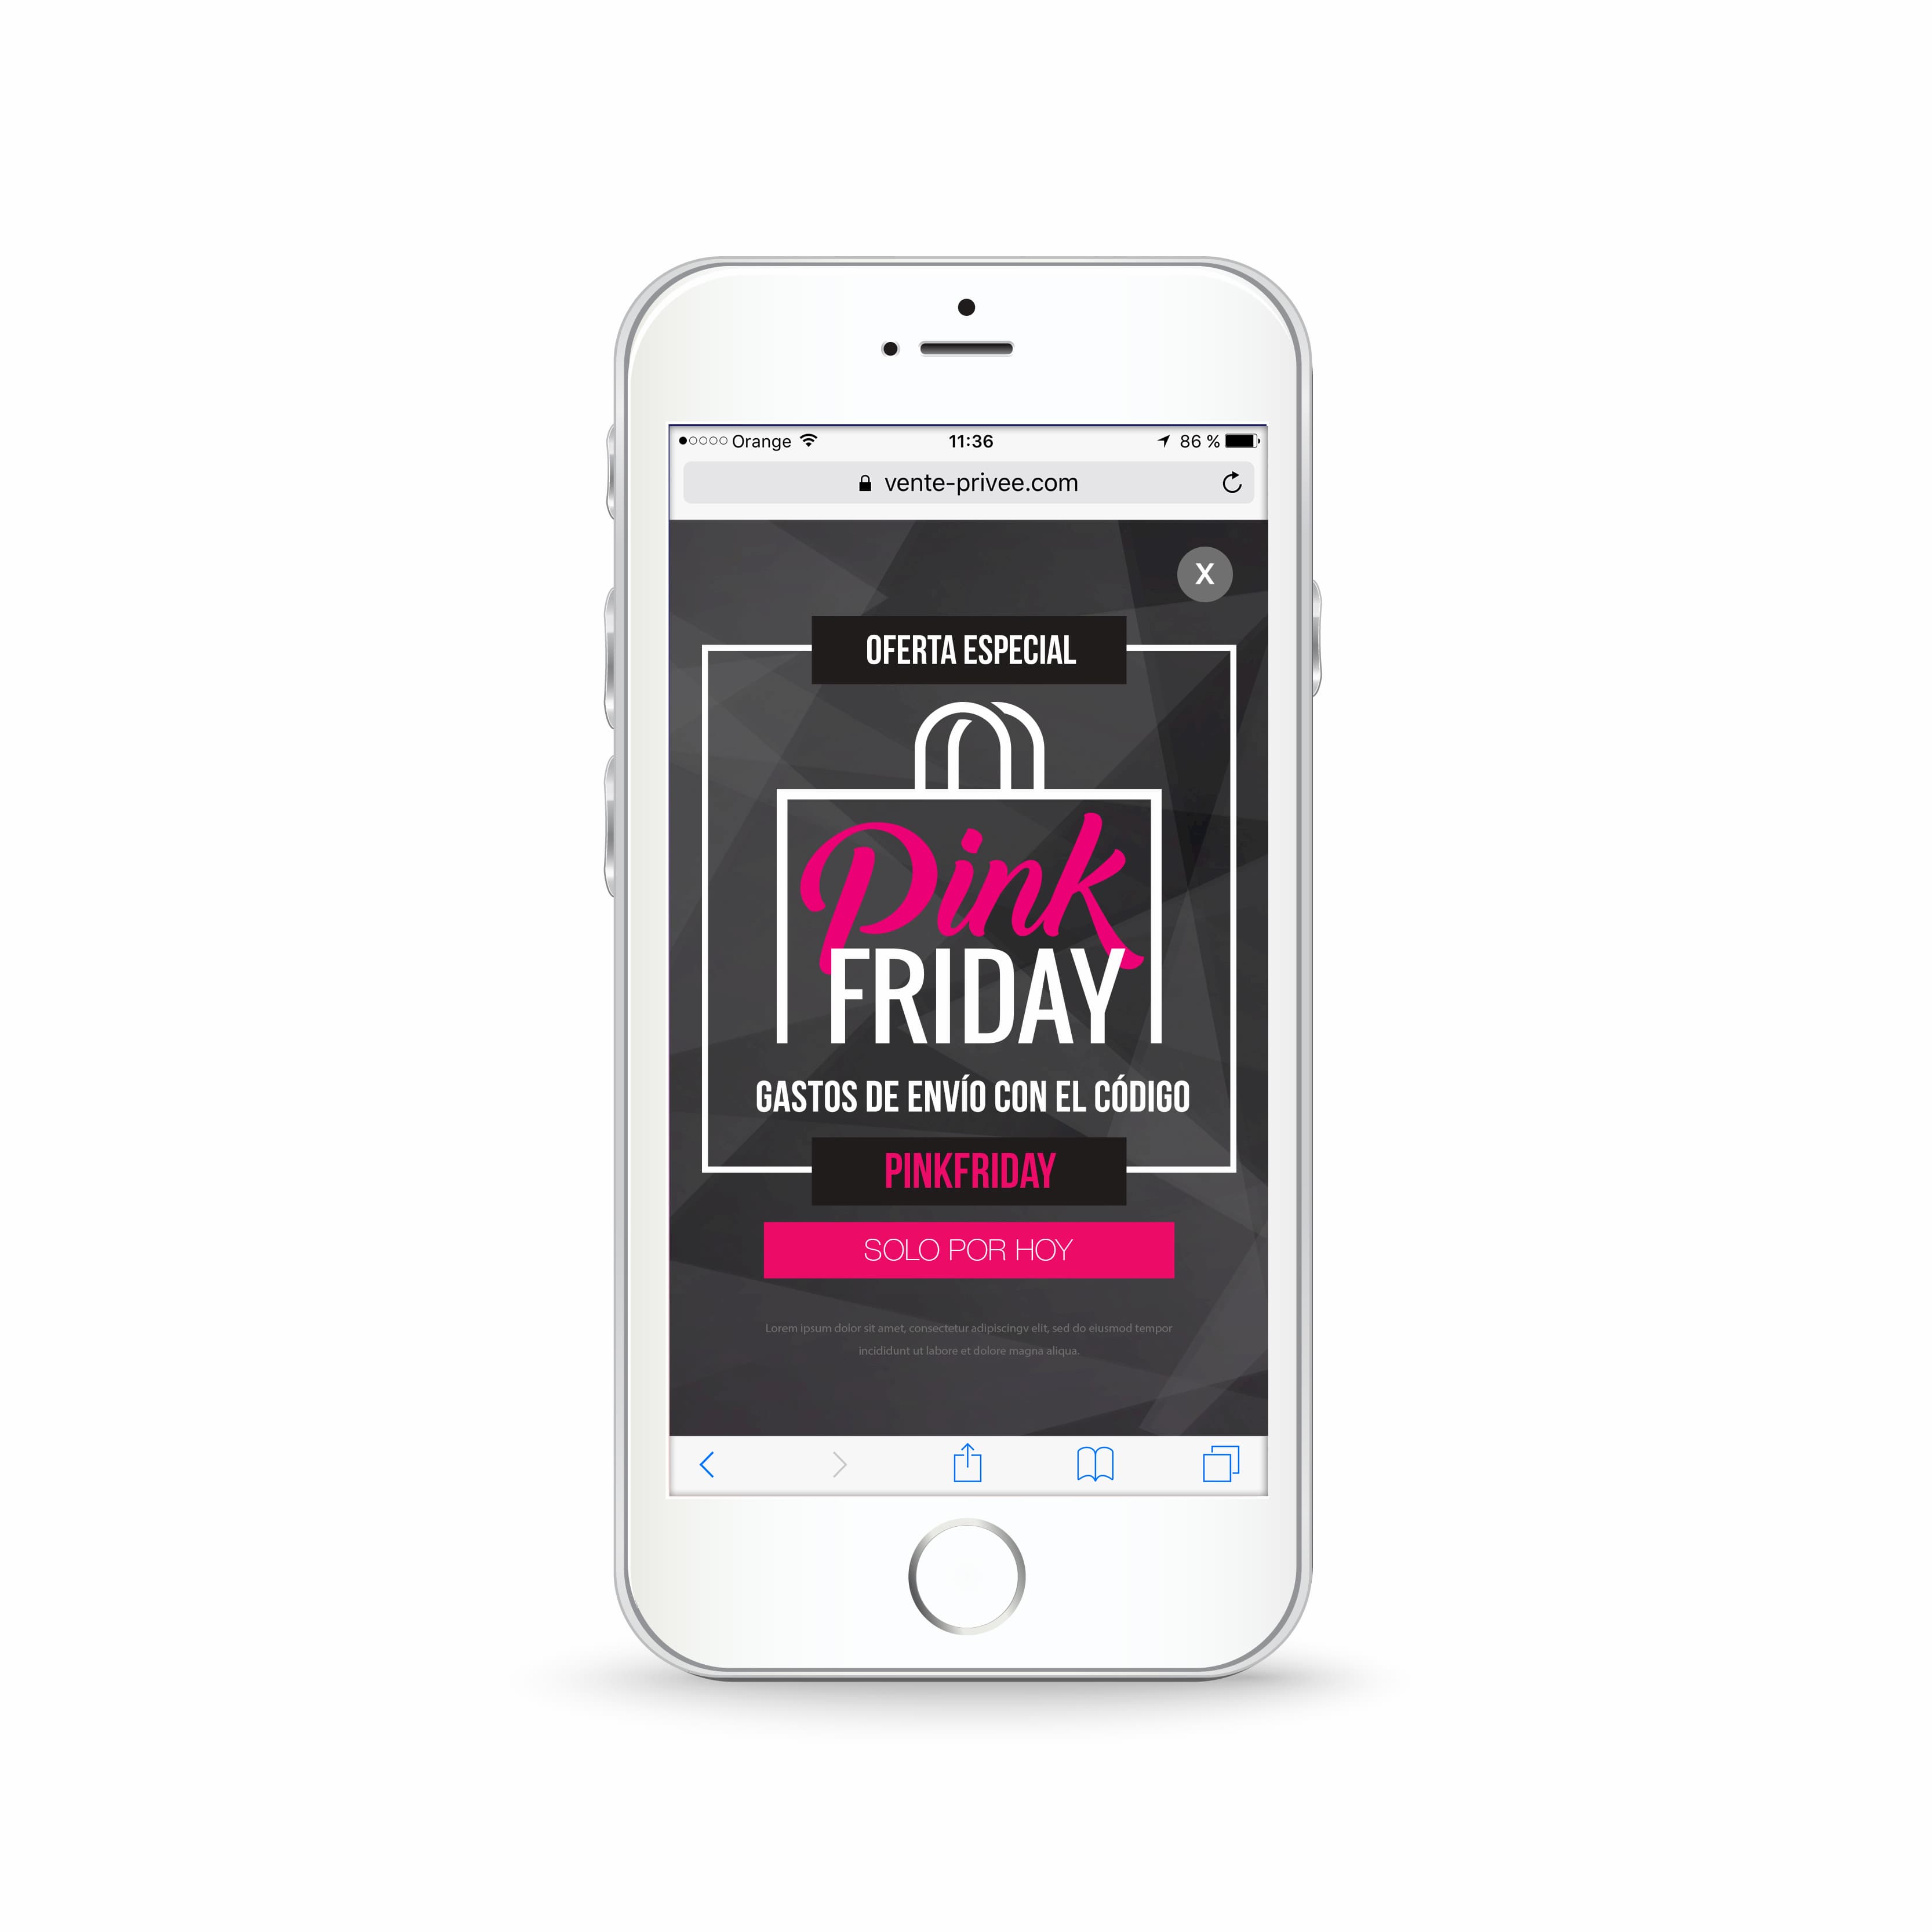 Orange 11:36 86 %
vente-privee.com
X
OFERTA ESPECIAL
Pink
FRIDAY
GASTOS DE ENVÍO CON EL CÓDIGO
PINKFRIDAY
SOLO POR HOY
Lorem ipsum dolor sit amet, consectetur adipiscingv elit, sed do eiusmod tempor
incididunt ut labore et dolore magna aliqua.